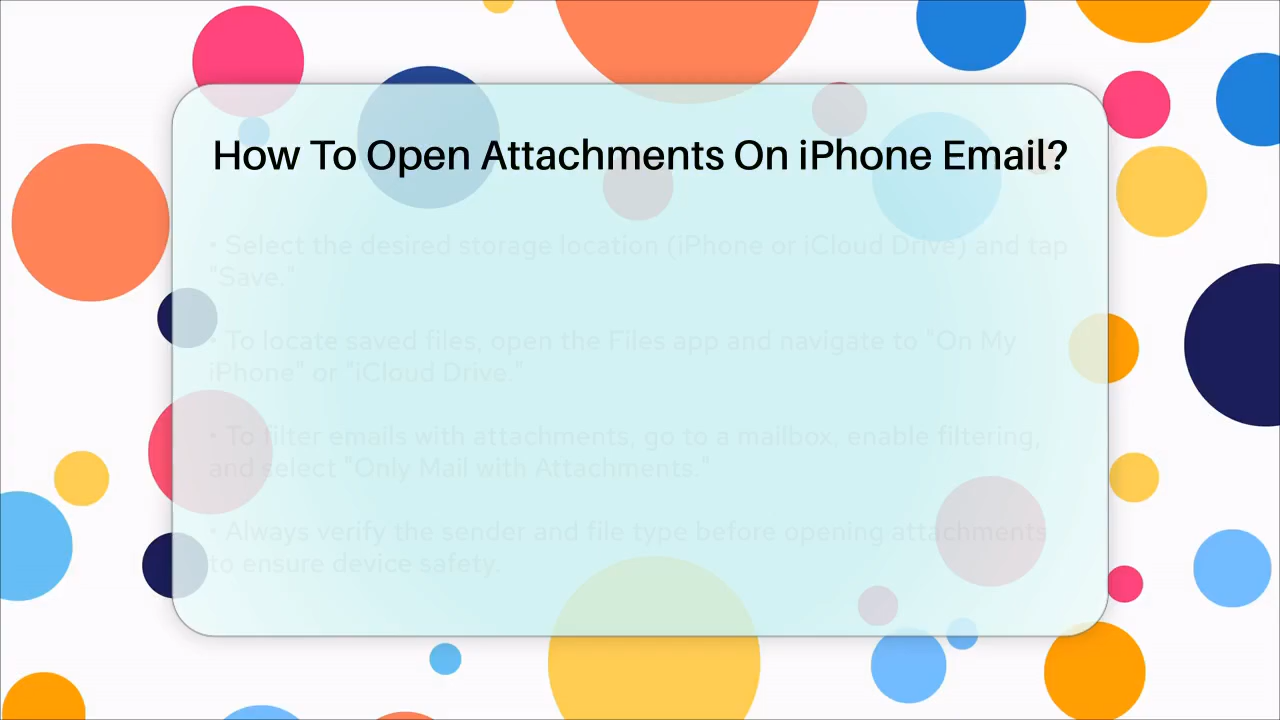 How To Open Attachments On iPhone Email?
• Select the desired storage location (iPhone or iCloud Drive) and tap
"Save."
• To locate saved files, open the Files app and navigate to "On My
iPhone" or "iCloud Drive."
• To filter emails with attachments, go to a mailbox, enable filtering,
and select "Only Mail with Attachments."
• Always verify the sender and file type before opening attachments
to ensure device safety.